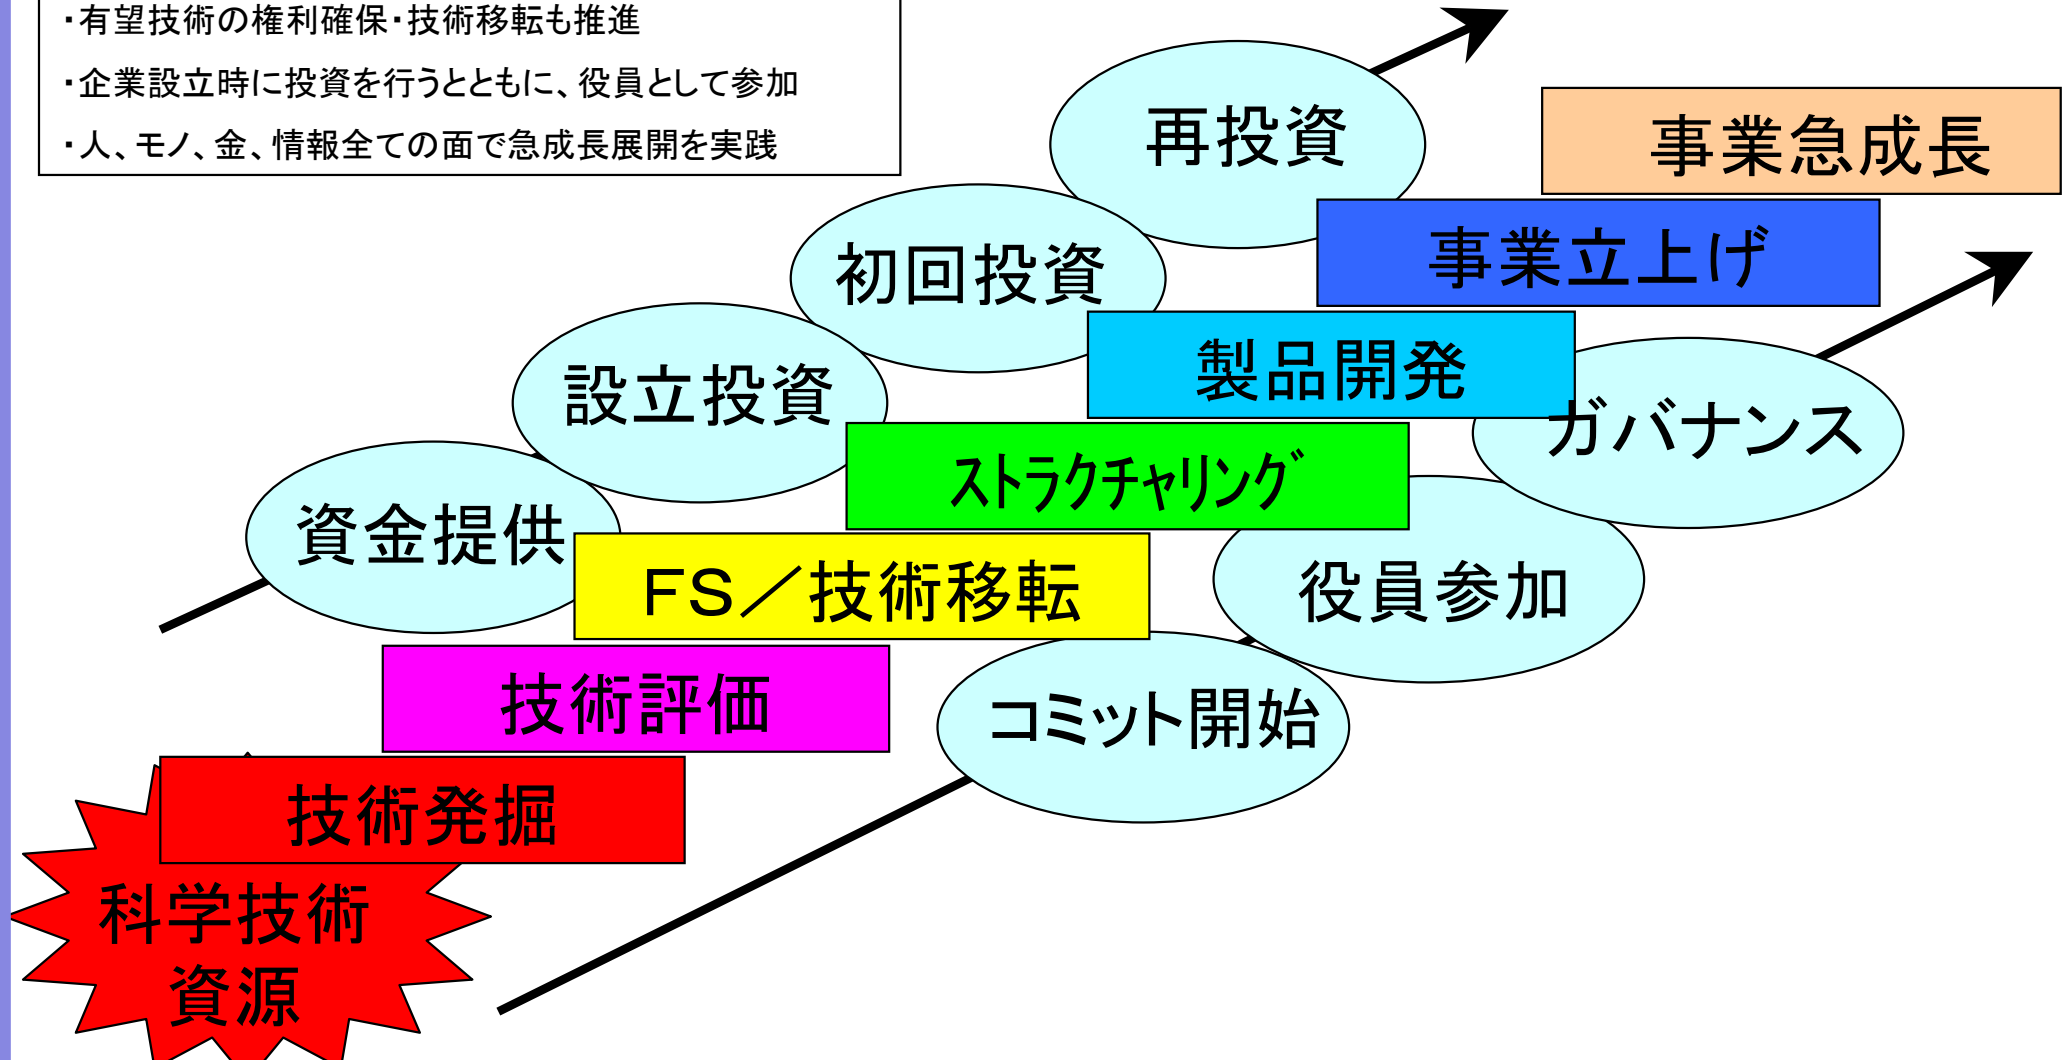 ・有望技術の権利確保・技術移転も推進
・企業設立時に投資を行うとともに、役員として参加
・人、モノ、金、情報全ての面で急成長展開を実践
再投資
事業急成長
初回投資
事業立上げ
設立投資
製品開発
ガバナンス
資金提供
ｽﾄﾗｸﾁｬﾘﾝｸﾞ
FS／技術移転
役員参加
技術評価
コミット開始
技術発掘
科学技術
資源